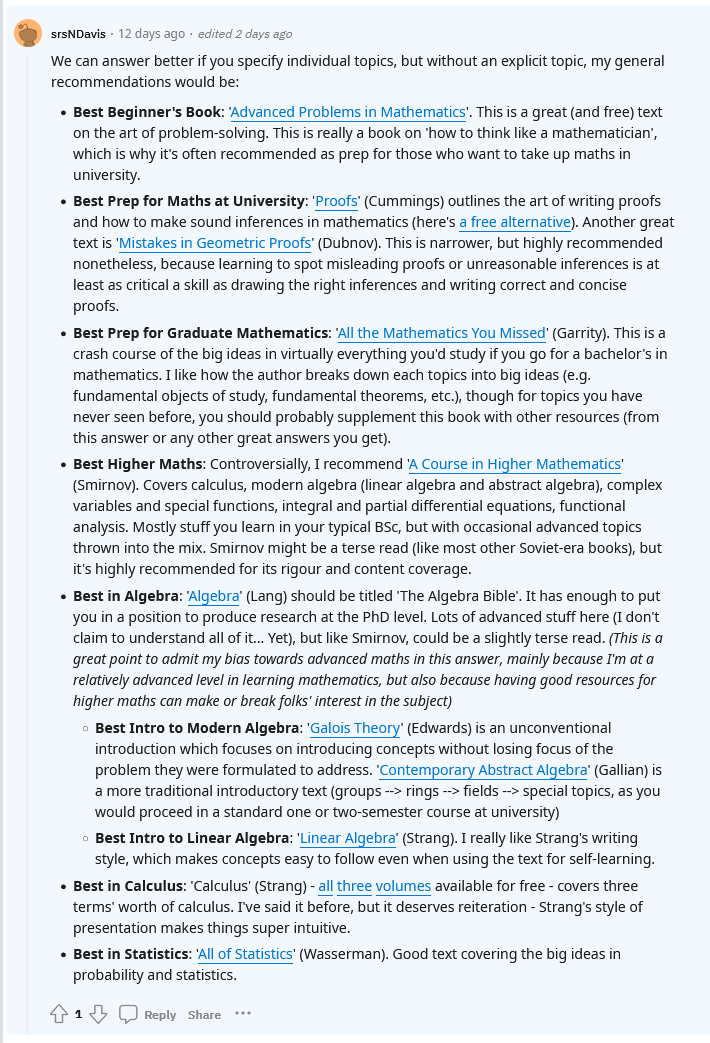 srsNDavis · 12 days ago · edited 2 days ago
We can answer better if you specify individual topics, but without an explicit topic, my general
recommendations would be:
• Best Beginner's Book: 'Advanced Problems in Mathematics'. This is a great (and free) text
on the art of problem-solving. This is really a book on 'how to think like a mathematician',
which is why it's often recommended as prep for those who want to take up maths in
university.
• Best Prep for Maths at University: 'Proofs' (Cummings) outlines the art of writing proofs
and how to make sound inferences in mathematics (here's a free alternative). Another great
text is 'Mistakes in Geometric Proofs' (Dubnov). This is narrower, but highly recommended
nonetheless, because learning to spot misleading proofs or unreasonable inferences is at
least as critical a skill as drawing the right inferences and writing correct and concise
proofs.
• Best Prep for Graduate Mathematics: 'All the Mathematics You Missed' (Garrity). This is a
crash course of the big ideas in virtually everything you'd study if you go for a bachelor's in
mathematics. I like how the author breaks down each topics into big ideas (e.g.
fundamental objects of study, fundamental theorems, etc.), though for topics you have
never seen before, you should probably supplement this book with other resources (from
this answer or any other great answers you get).
• Best Higher Maths: Controversially, I recommend 'A Course in Higher Mathematics'
(Smirnov). Covers calculus, modern algebra (linear algebra and abstract algebra), complex
variables and special functions, integral and partial differential equations, functional
analysis. Mostly stuff you learn in your typical BSc, but with occasional advanced topics
thrown into the mix. Smirnov might be a terse read (like most other Soviet-era books), but
it's highly recommended for its rigour and content coverage.
• Best in Algebra: 'Algebra' (Lang) should be titled 'The Algebra Bible'. It has enough to put
you in a position to produce research at the PhD level. Lots of advanced stuff here (I don't
claim to understand all of it... Yet), but like Smirnov, could be a slightly terse read. (This is a
great point to admit my bias towards advanced maths in this answer, mainly because I'm at a
relatively advanced level in learning mathematics, but also because having good resources for
higher maths can make or break folks' interest in the subject)
◦ Best Intro to Modern Algebra: 'Galois Theory' (Edwards) is an unconventional
introduction which focuses on introducing concepts without losing focus of the
problem they were formulated to address. 'Contemporary Abstract Algebra' (Gallian) is
a more traditional introductory text (groups --> rings --> fields --> special topics, as you
would proceed in a standard one or two-semester course at university)
◦ Best Intro to Linear Algebra: 'Linear Algebra' (Strang). I really like Strang's writing
style, which makes concepts easy to follow even when using the text for self-learning.
• Best in Calculus: 'Calculus' (Strang) - all three volumes available for free - covers three
terms' worth of calculus. I've said it before, but it deserves reiteration - Strang's style of
presentation makes things super intuitive.
• Best in Statistics: 'All of Statistics' (Wasserman). Good text covering the big ideas in
probability and statistics.
1 Reply Share ···